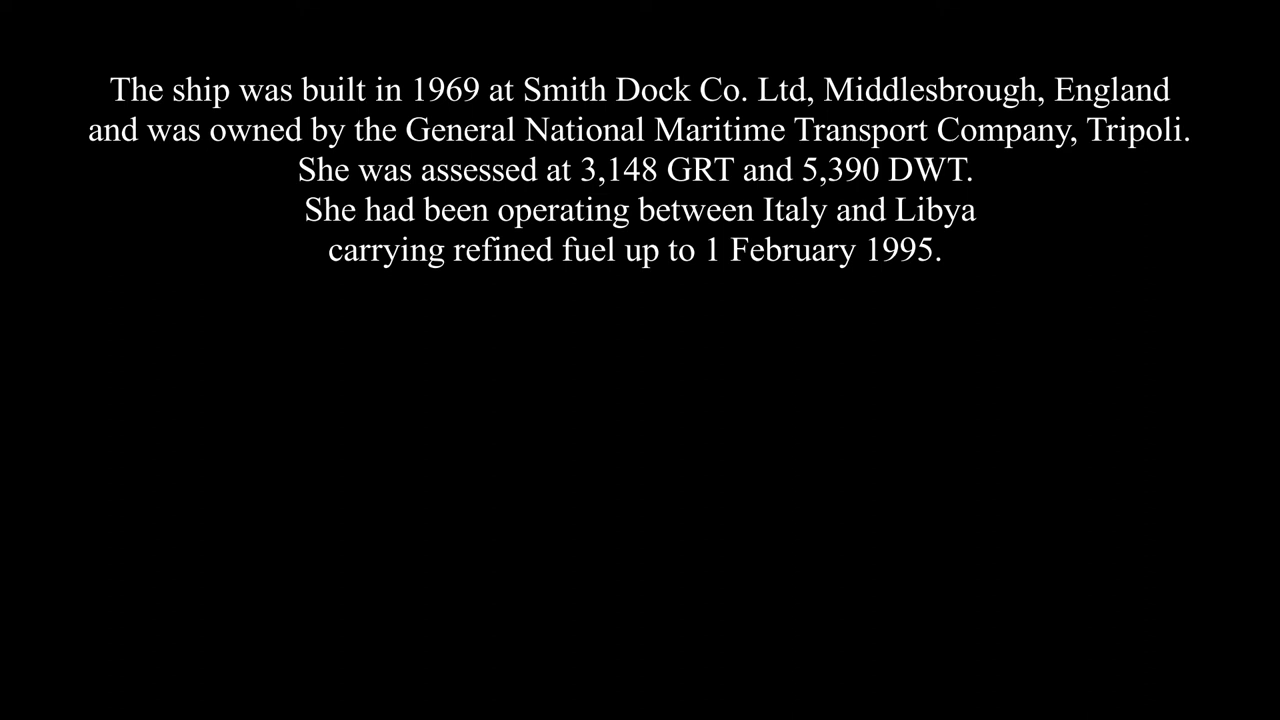 The ship was built in 1969 at Smith Dock Co. Ltd, Middlesbrough, England
and was owned by the General National Maritime Transport Company, Tripoli.
She was assessed at 3,148 GRT and 5,390 DWT.
She had been operating between Italy and Libya
carrying refined fuel up to 1 February 1995.